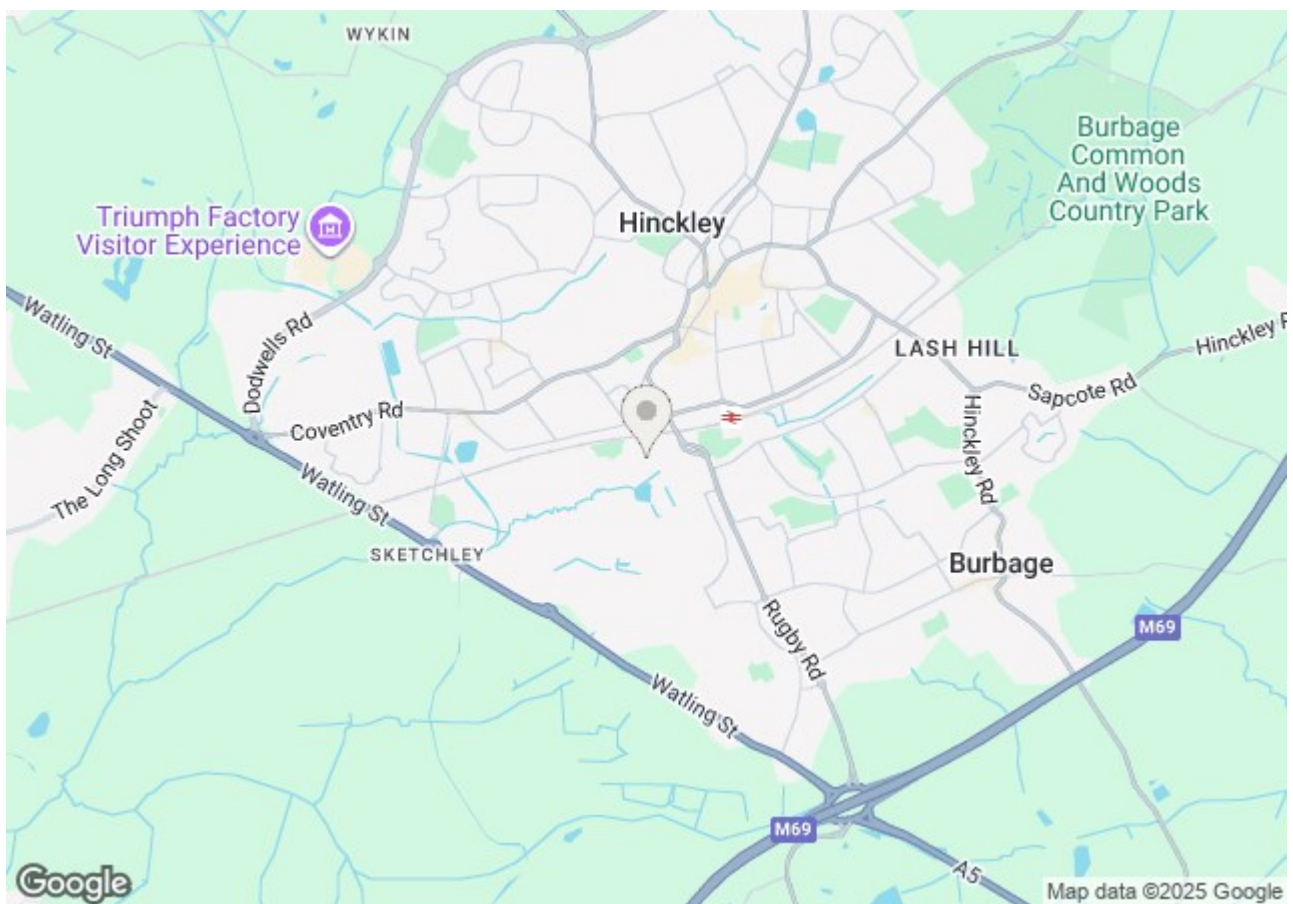 WYKIN
Burbage
Common
And Woods
Country Park
Triumph Factory
Visitor Experience
Hinckley
Watling St
Dodwells Rd
LASH HILL
Hinckley R
Sapcote Rd
Coventry Rd
Hinckley Rd
The Long Shoot
Watling St
SKETCHLEY
Burbage
Rugby Rd
M69
Watling St
M69
A5
Google
Map data ©2025 Google